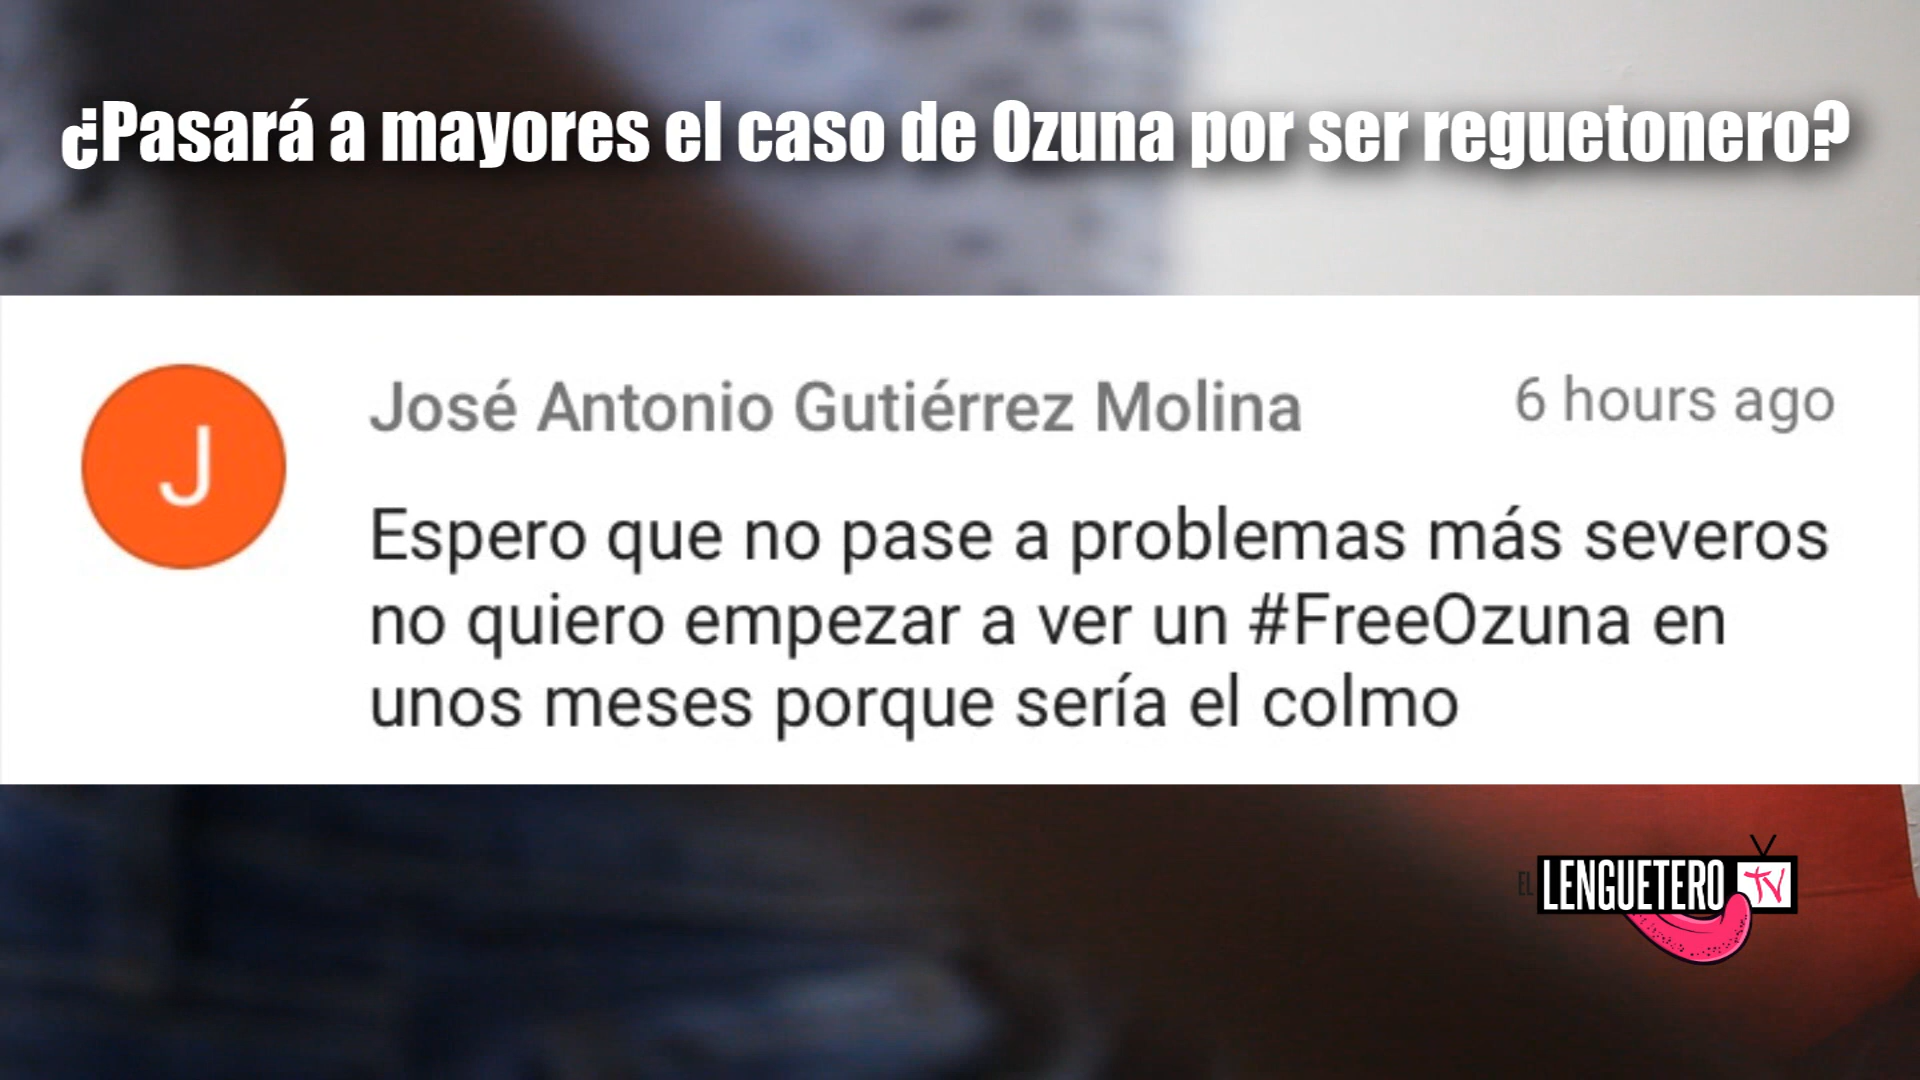 ¿Pasará a mayores el caso de Ozuna por ser reguetonero?
J
José Antonio Gutiérrez Molina
6 hours ago
Espero que no pase a problemas más severos
no quiero empezar a ver un #FreeOzuna en
unos meses porque sería el colmo
EL LENGUETERO TV